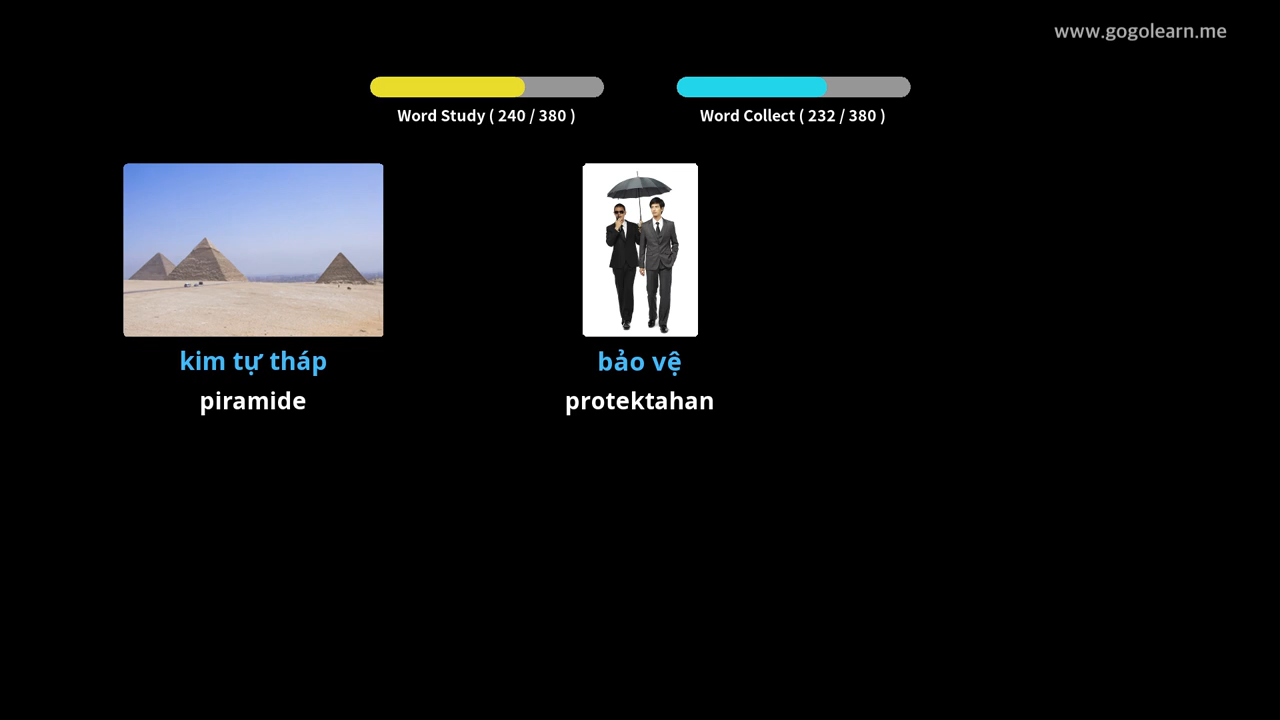 www.gogolearn.me
Word Study ( 240 / 380 )
Word Collect ( 232 / 380 )
kim tự tháp
piramide
bảo vệ
protektahan